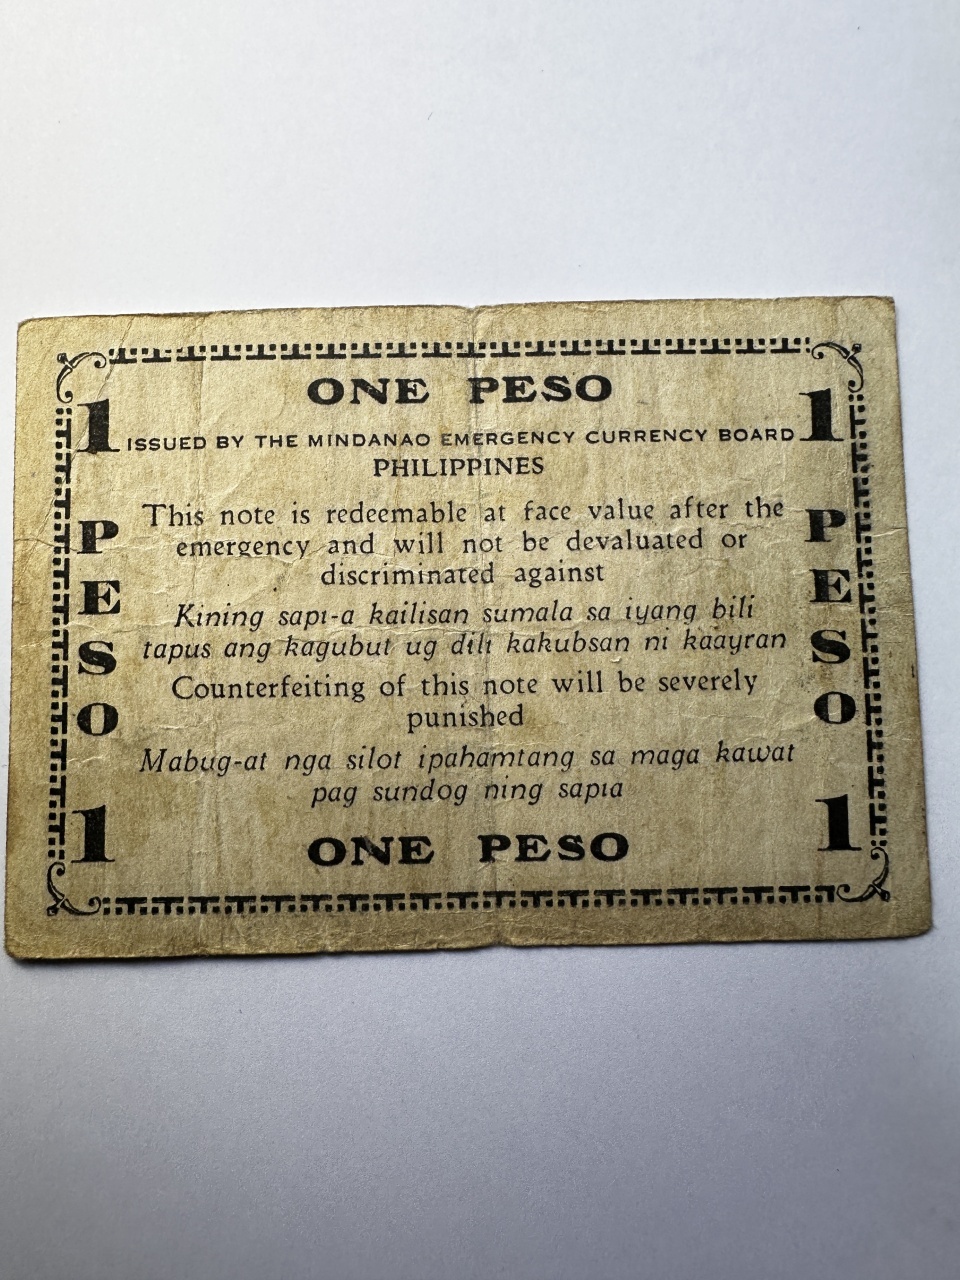 ONE PESO
1 ISSUED BY THE MINDANAO EMERGENCY CURRENCY BOARD 1
PHILIPPINES
This note is redeemable at face value after the
emergency and will not be devaluated or
discriminated against
Kining sapi-a kailisan sumala sa iyang bili
tapus ang kagubut ug dili kakubsan ni kaayran
Counterfeiting of this note will be severely
punished
Mabug-at nga silot ipahamtang sa maga kawat
pag sundog ning sapia
PESO
PESO
1 ONE PESO 1